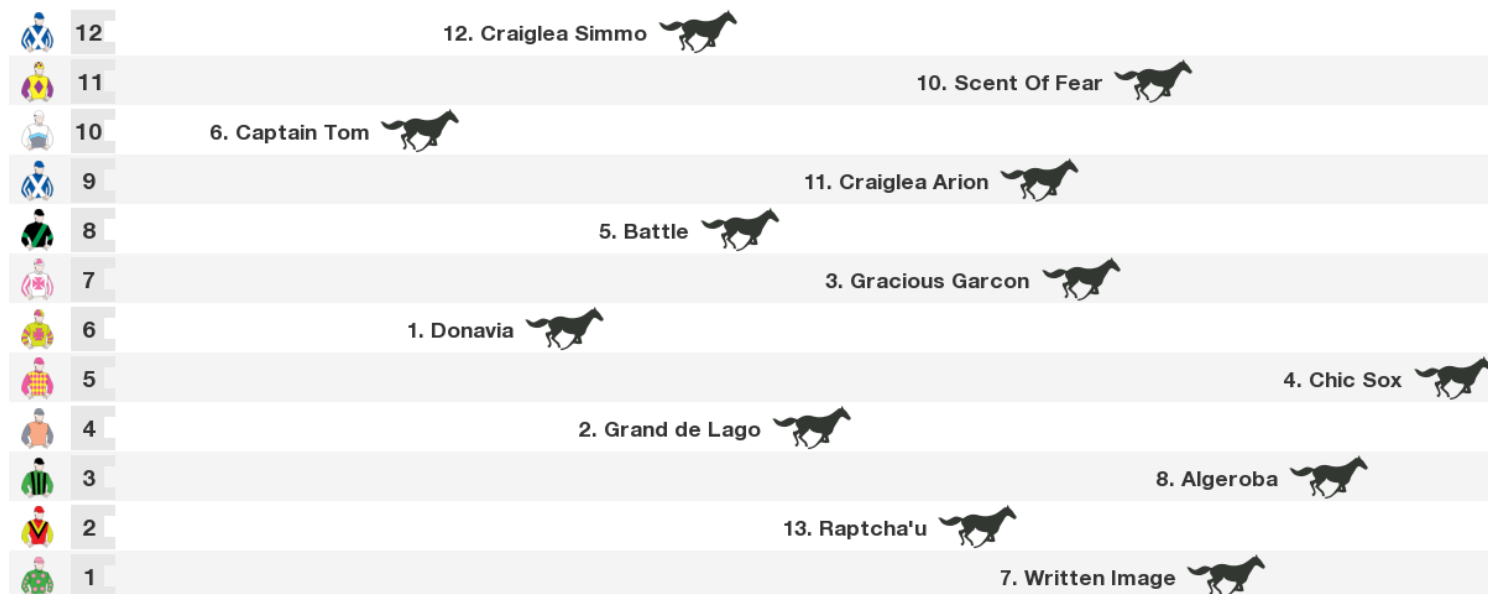 12 12. Craiglea Simmo
11 10. Scent Of Fear
10 6. Captain Tom
9 11. Craiglea Arion
8 5. Battle
7 3. Gracious Garcon
6 1. Donavia
5 4. Chic Sox
4 2. Grand de Lago
3 8. Algeroba
2 13. Raptcha'u
1 7. Written Image